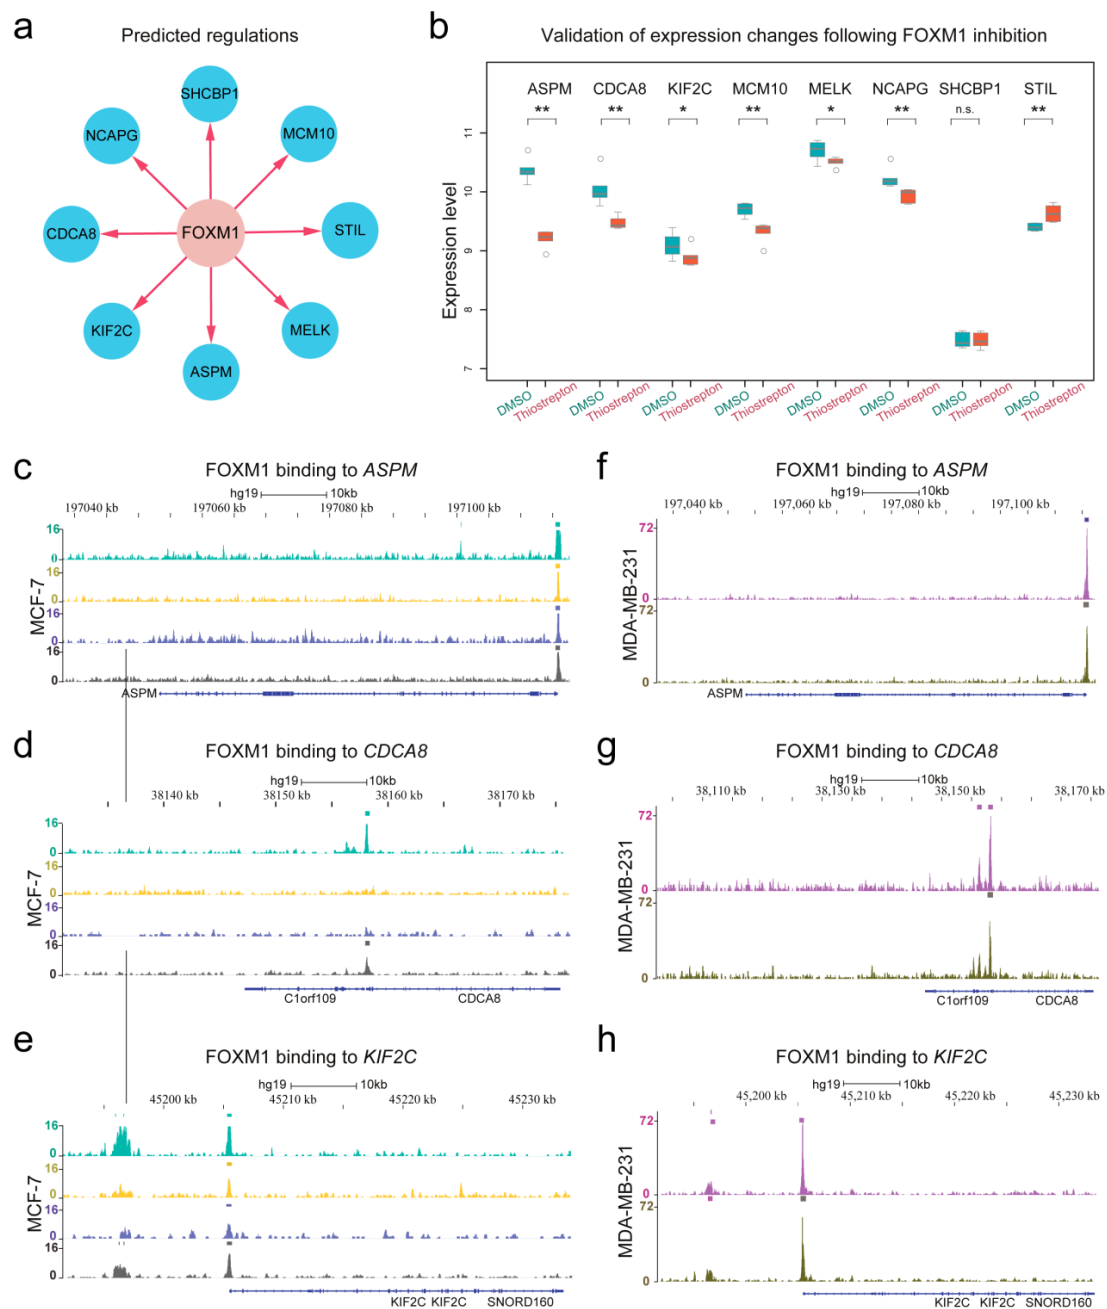 a
Predicted regulations
SHCBP1
NCAPG
MCM10
CDCA8
FOXM1
STIL
KIF2C
MELK
ASPM
b
Validation of expression changes following FOXM1 inhibition
ASPM CDCA8 KIF2C MCM10 MELK NCAPG SHCBP1 STIL
** ** * ** * ** n.s. **
Expression level
11
10
9
8
7
DMSO Thiostrepton DMSO Thiostrepton DMSO Thiostrepton DMSO Thiostrepton DMSO Thiostrepton DMSO Thiostrepton DMSO Thiostrepton DMSO Thiostrepton
c
FOXM1 binding to ASPM
hg19 10kb
197040 kb 197060 kb 197080 kb 197100 kb
MCF-7
16
0
16
0
16
0
16
0
ASPM
f
FOXM1 binding to ASPM
hg19 10kb
197,040 kb 197,060 kb 197,080 kb 197,100 kb
MDA-MB-231
72
0
72
0
ASPM
d
FOXM1 binding to CDCA8
hg19 10kb
38140 kb 38150 kb 38160 kb 38170 kb
MCF-7
16
0
16
0
16
0
16
0
C1orf109 CDCA8
g
FOXM1 binding to CDCA8
hg19 10kb
38,110 kb 38,130 kb 38,150 kb 38,170 kb
MDA-MB-231
72
0
72
0
C1orf109 CDCA8
e
FOXM1 binding to KIF2C
hg19 10kb
45200 kb 45210 kb 45220 kb 45230 kb
MCF-7
16
0
16
0
16
0
16
0
KIF2C KIF2C SNORD160
h
FOXM1 binding to KIF2C
hg19 10kb
45,200 kb 45,210 kb 45,220 kb 45,230 kb
MDA-MB-231
72
0
72
0
KIF2C KIF2C SNORD160